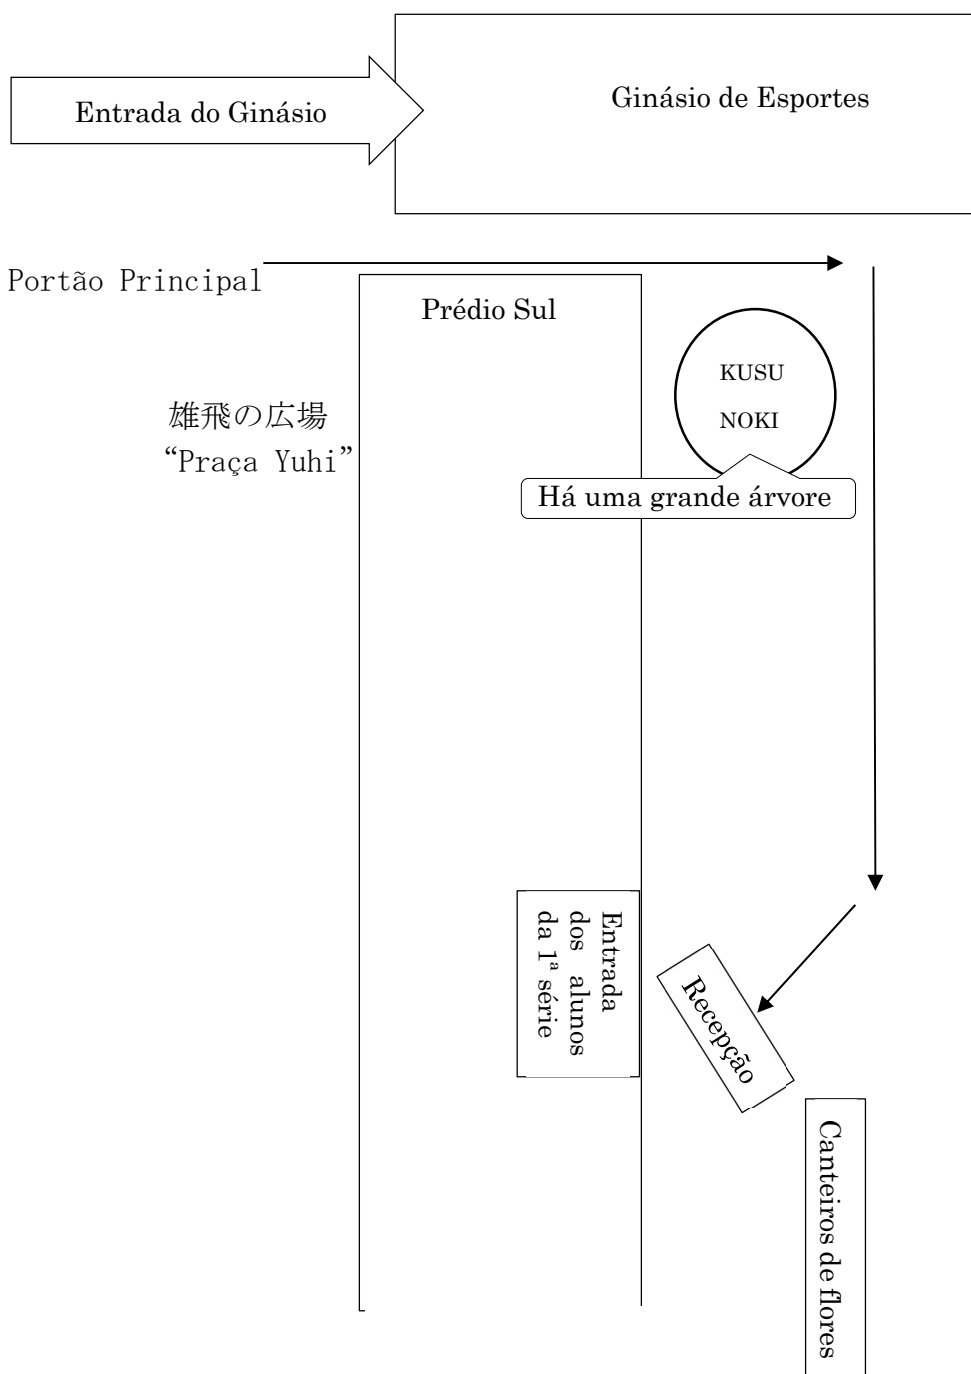 Entrada do Ginásio
Ginásio de Esportes
Portão Principal
Prédio Sul
KUSU
NOKI
雄飛の広場
“Praça Yuhi”
Há uma grande árvore
Entrada
dos alunos
da 1ª série
Recepção
Canteiros de flores